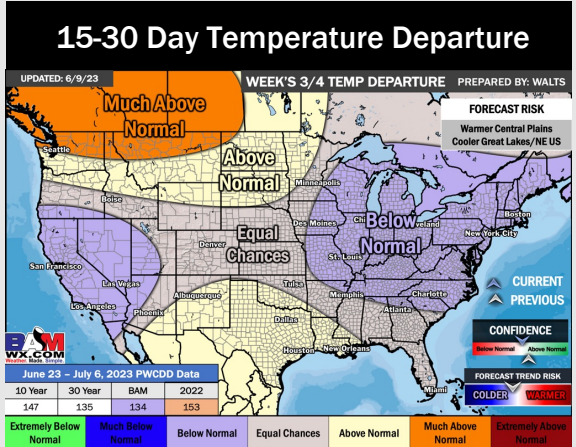 15-30 Day Temperature Departure
UPDATED: 6/9/23
WEEK'S 3/4 TEMP DEPARTURE
PREPARED BY: WALTS
FORECAST RISK
Warmer Central Plains
Cooler Great Lakes/NE US
Much Above
Normal
Seattle
Above
Normal
Minneapolis
Boise
Des Moines
Chi
veland
Below
Normal
Boston
New York City
Equal
Chances
Denver
St. Louis
San Francisco
Las Vegas
Tulsa
Los Angeles
Albuquerque
Memphis
Charlotte
Phoenix
Atlanta
Dallas
Houston
New Orleans
Miami
CURRENT
PREVIOUS
CONFIDENCE
Below Normal
Above Normal
FORECAST TREND RISK
COLDER
WARMER
BAM
WX.COM
Weather. Made. Simple.
June 23 – July 6, 2023 PWCDD Data
10 Year 30 Year BAM 2022
147 135 134 153
Extremely Below
Normal
Much Below
Normal
Below Normal
Equal Chances
Above Normal
Much Above
Normal
Extremely Above
Normal